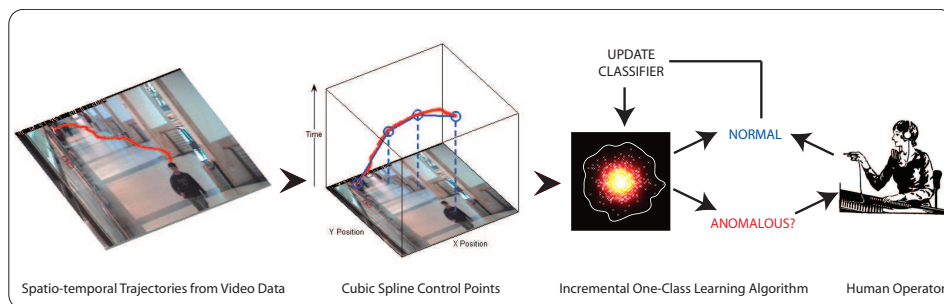 UPDATE
CLASSIFIER
Time
NORMAL
ANOMALOUS?
Y Position
X Position
Spatio-temporal Trajectories from Video Data
Cubic Spline Control Points
Incremental One-Class Learning Algorithm
Human Operator